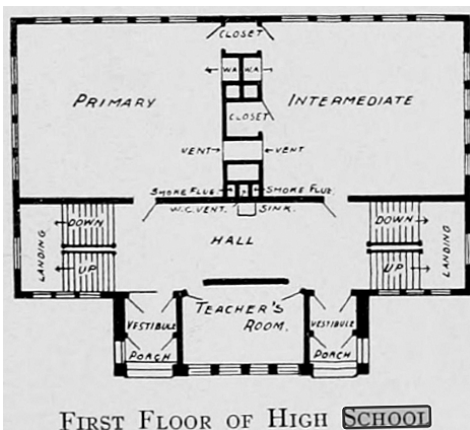 CLOSET
W.A. W.A.
PRIMARY
INTERMEDIATE
CLOSET
VENT VENT
SMOKE FLUE. SMOKE FLUE.
W.C. VENT. SINK.
DOWN
DOWN
HALL
LANDING
LANDING
UP
UP
TEACHER'S
ROOM.
VESTIBULE
VESTIBULE
PORCH
PORCH
FIRST FLOOR OF HIGH SCHOOL